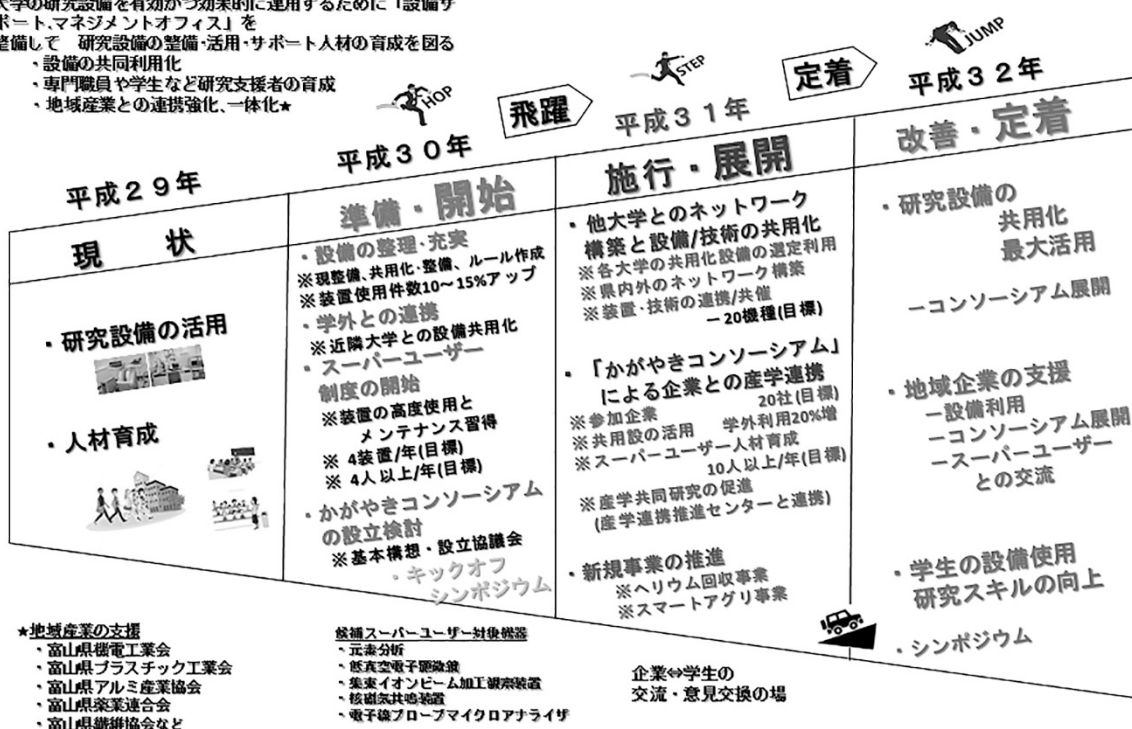 大学の研究設備を有効かつ効果的に運用するために「設備サ
ポート・マネジメントオフィス」を
整備して　研究設備の整備・活用・サポート人材の育成を図る
・設備の共同利用化
・専門職員や学生など研究支援者の育成
・地域産業との連携強化、一体化★
HOP
飛躍
STEP
定着
JUMP
平成２９年
平成３０年
平成３１年
平成３２年
現　状
・研究設備の活用
・人材育成
準備・開始
・設備の整理・充実
※現整備、共用化・整備、ルール作成
※装置使用件数10～15%アップ
・学外との連携
※近隣大学との設備共用化
・スーパーユーザー
制度の開始
※装置の高度使用と
メンテナンス習得
※ 4装置/年(目標)
※ 4人以上/年(目標)
・かがやきコンソーシアム
の設立検討
※基本構想・設立協議会
・キックオフ
シンポジウム
施行・展開
・他大学とのネットワーク
構築と設備/技術の共用化
※各大学の共用化設備の選定利用
※県内外のネットワーク構築
※装置・技術の連携/共催
－20機種(目標)
・「かがやきコンソーシアム」
による企業との産学連携
※参加企業　20社(目標)
※共用設の活用　学外利用20%増
※スーパーユーザー人材育成
10人以上/年(目標)
※産学共同研究の促進
(産学連携推進センターと連携)
・新規事業の推進
※ヘリウム回収事業
※スマートアグリ事業
改善・定着
・研究設備の
共用化
最大活用
－コンソーシアム展開
・地域企業の支援
－設備利用
－コンソーシアム展開
－スーパーユーザー
との交流
・学生の設備使用
研究スキルの向上
・シンポジウム
★地域産業の支援
・富山県機電工業会
・富山県プラスチック工業会
・富山県アルミ産業協会
・富山県薬業連合会
・富山県繊維協会など
候補スーパーユーザー対象機器
・元素分析
・低真空電子顕微鏡
・集束イオンビーム加工観察装置
・核磁気共鳴装置
・電子線プローブマイクロアナライザ
企業⇔学生の
交流・意見交換の場